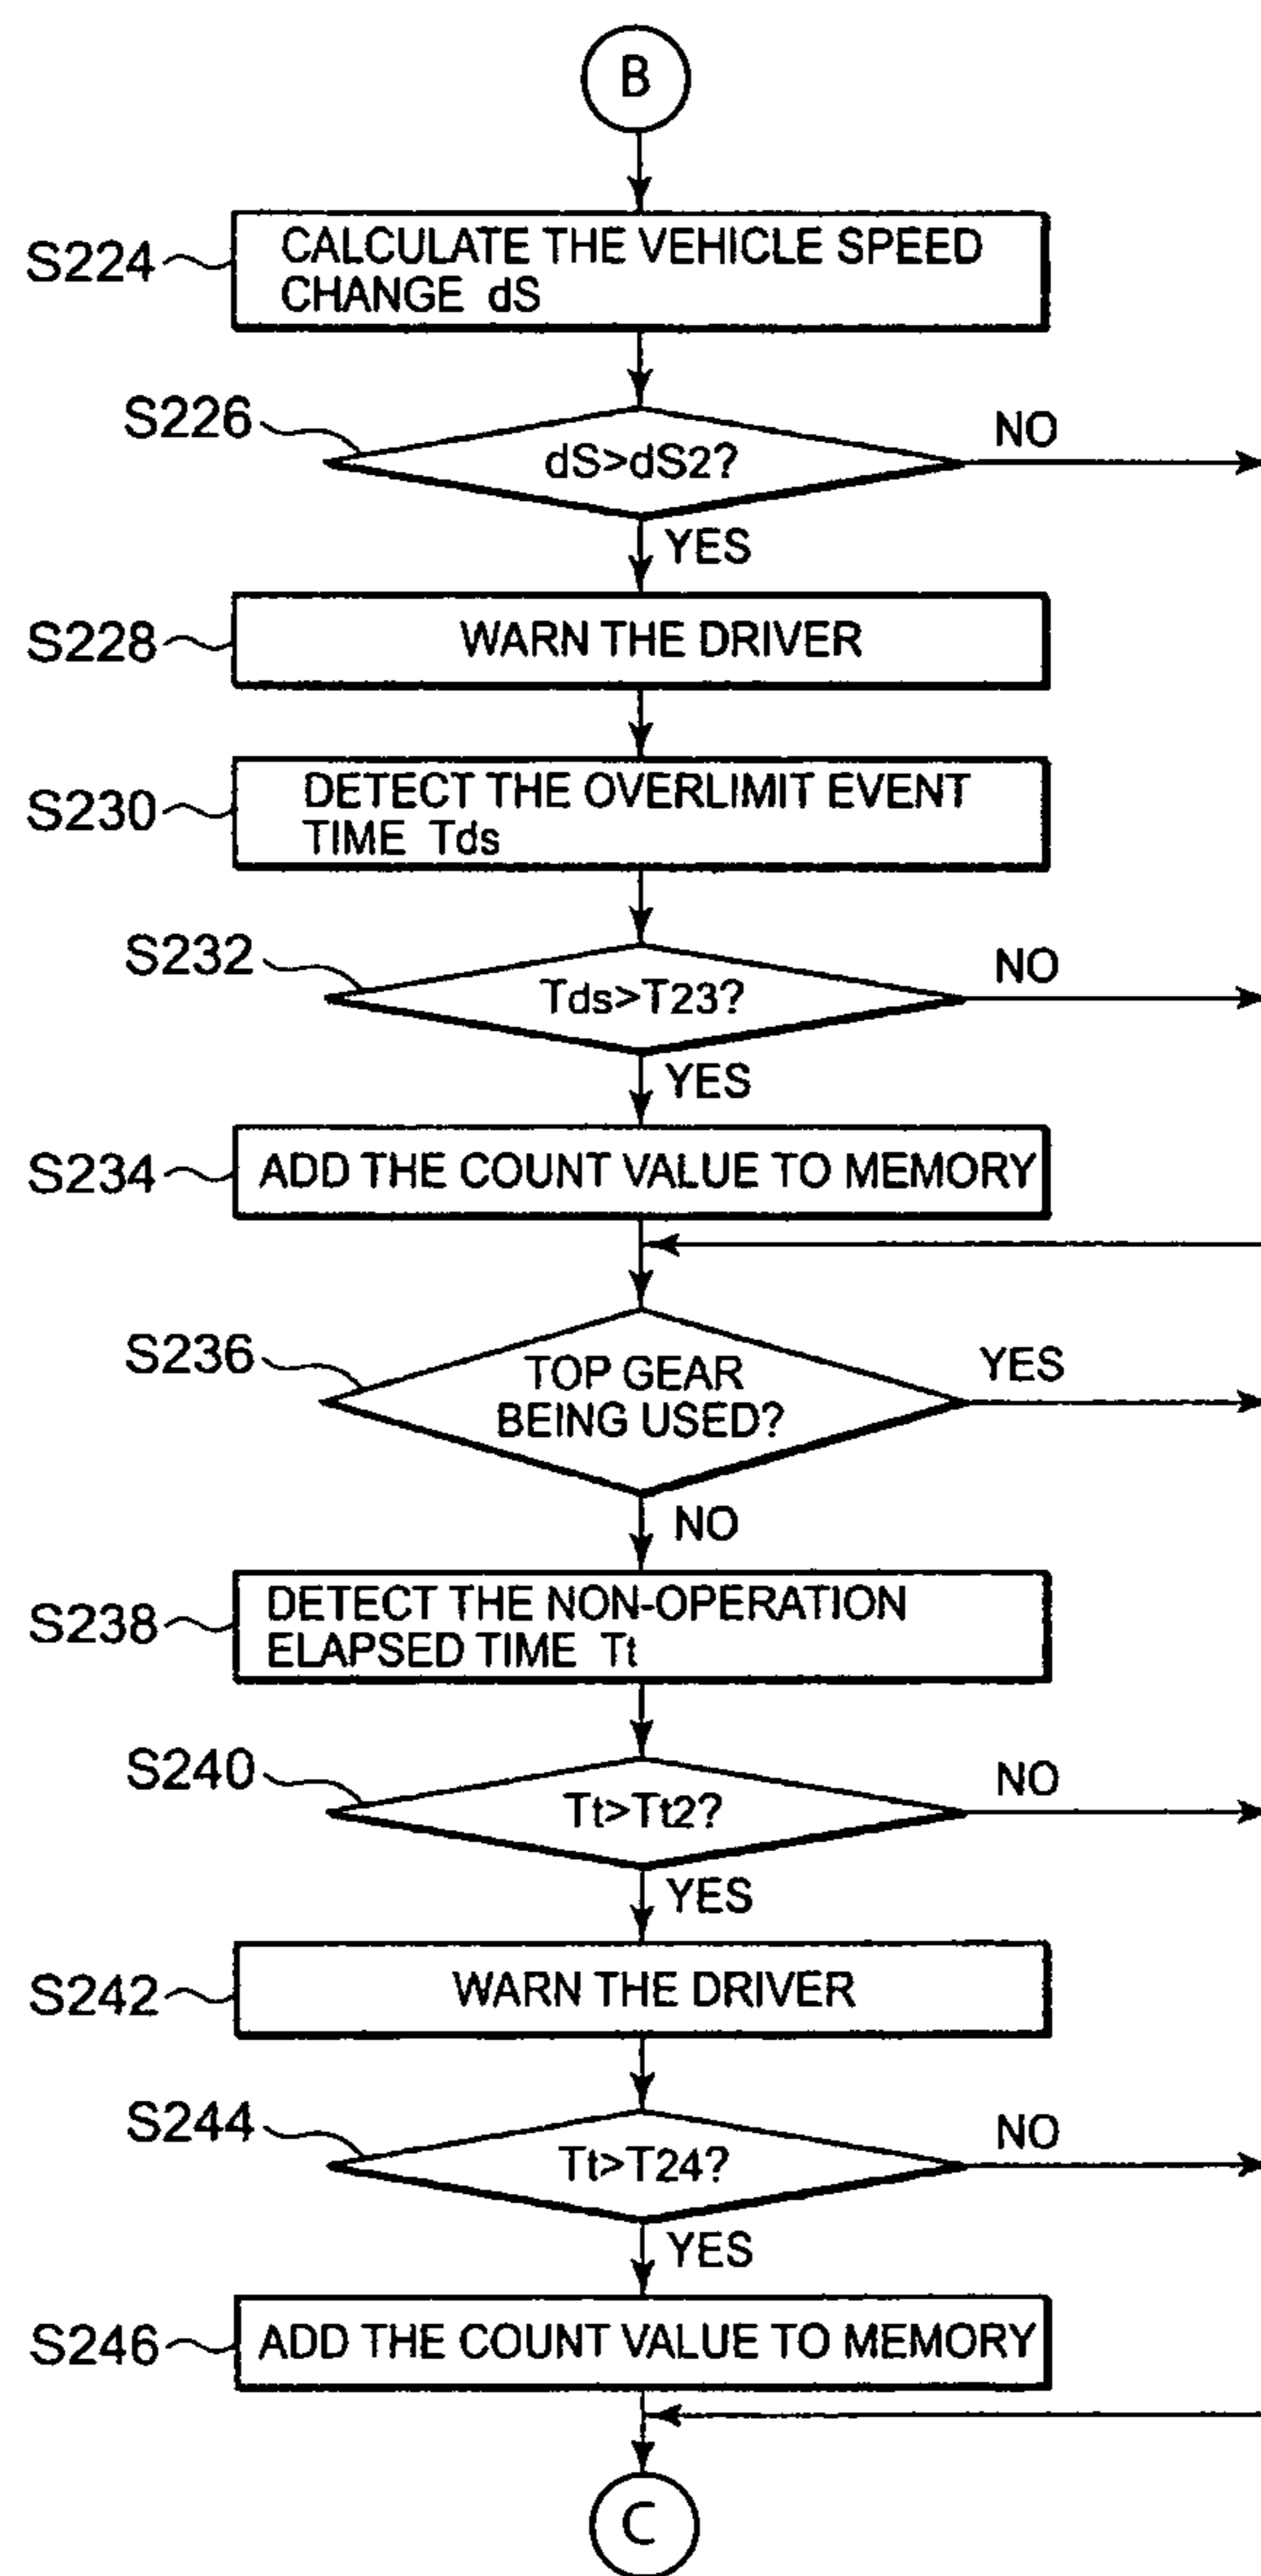 B
S224
CALCULATE THE VEHICLE SPEED
CHANGE dS
S226
dS>dS2?
NO
YES
S228
WARN THE DRIVER
S230
DETECT THE OVERLIMIT EVENT
TIME Tds
S232
Tds>T23?
NO
YES
S234
ADD THE COUNT VALUE TO MEMORY
S236
TOP GEAR
BEING USED?
YES
NO
S238
DETECT THE NON-OPERATION
ELAPSED TIME Tt
S240
Tt>Tt2?
NO
YES
S242
WARN THE DRIVER
S244
Tt>T24?
NO
YES
S246
ADD THE COUNT VALUE TO MEMORY
C